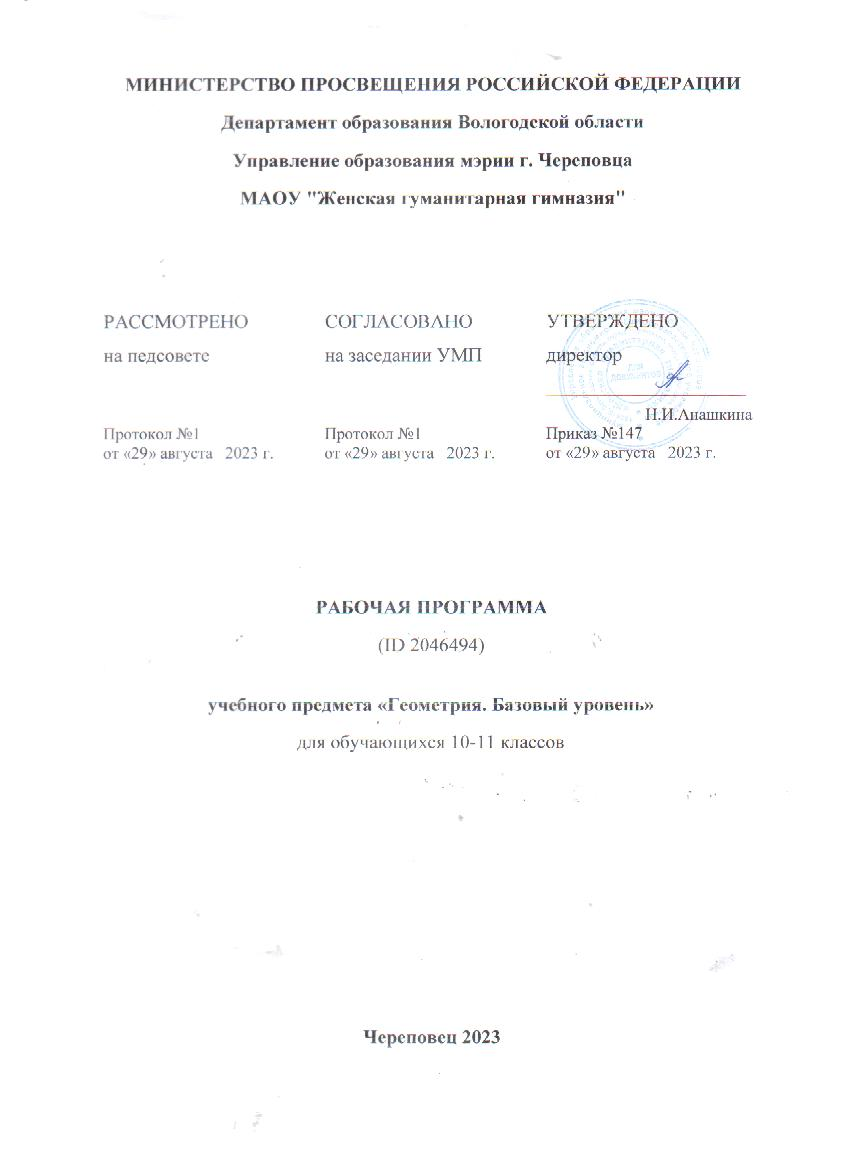 МИНИСТЕРСТВО ПРОСВЕЩЕНИЯ РОССИЙСКОЙ ФЕДЕРАЦИИ
Департамент образования Вологодской области
Управление образования мэрии г. Череповца
МАОУ "Женская гуманитарная гимназия"
РАССМОТРЕНО
на педсовете
Протокол №1
от «29» августа 2023 г.
СОГЛАСОВАНО
на заседании УМП
Протокол №1
от «29» августа 2023 г.
УТВЕРЖДЕНО
директор
Н.И.Анашкина
Приказ №147
от «29» августа 2023 г.
ДЛЯ
ДОКУМЕНТОВ
РАБОЧАЯ ПРОГРАММА
(ID 2046494)
учебного предмета «Геометрия. Базовый уровень»
для обучающихся 10-11 классов
Череповец 2023